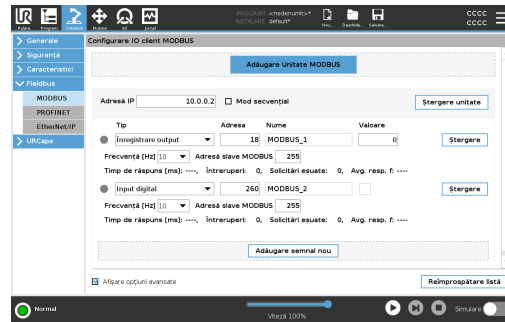 PROGRAM <nedenumit>*
INSTALARE default*
Rulare Program Instalare Mutare I/O Jurnal Nou... Deschide... Salvare...
CCCC
CCCC
Generale
Siguranță
Caracteristici
Fieldbus
MODBUS
PROFINET
EtherNet/IP
URCaps
Configurare IO client MODBUS
Adăugare Unitate MODBUS
Adresă IP 10.0.0.2 Mod secvențial Ștergere unitate
Tip Adresa Nume Valoare
Înregistrare output 18 MODBUS_1 0 Ștergere
Frecvență [Hz] 10 Adresă slave MODBUS 255
Timp de răspuns [ms]: ----, Întreruperi: 0, Solicitări eșuate: 0, Avg. resp. f: ----
Input digital 260 MODBUS_2 Ștergere
Frecvență [Hz] 10 Adresă slave MODBUS 255
Timp de răspuns [ms]: ----, Întreruperi: 0, Solicitări eșuate: 0, Avg. resp. f: ----
Adăugare semnal nou
Afișare opțiuni avansate Reîmprospătare listă
Normal
Viteză 100%
Simulare